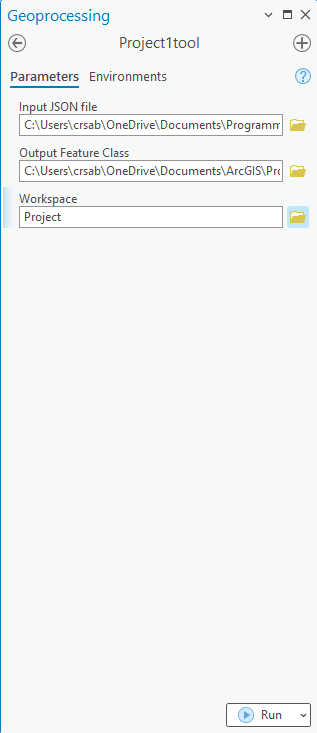 Geoprocessing
Project1tool
Parameters Environments
Input JSON file
C:\Users\crsab\OneDrive\Documents\Programm
Output Feature Class
C:\Users\crsab\OneDrive\Documents\ArcGIS\Pro
Workspace
Project
Run